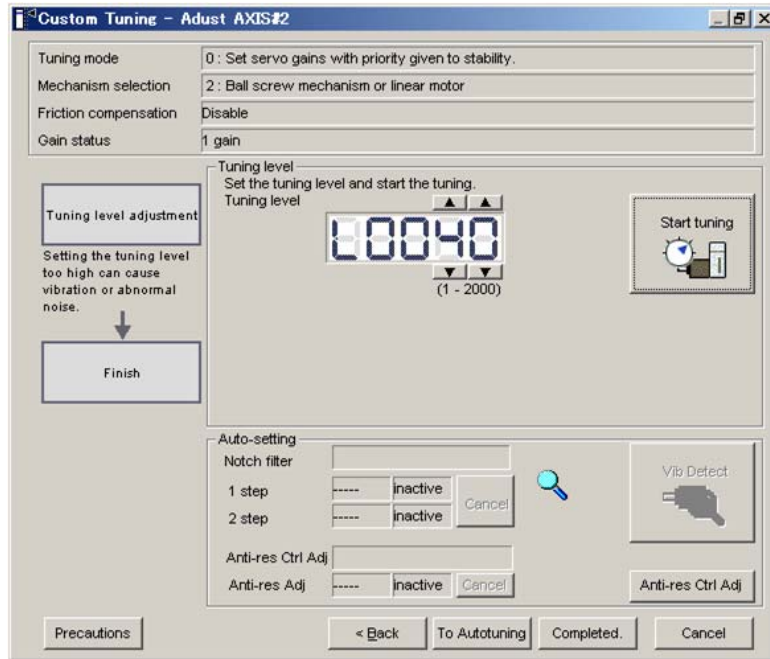 Custom Tuning - Adust AXIS#2
Tuning mode
0 : Set servo gains with priority given to stability.
Mechanism selection
2 : Ball screw mechanism or linear motor
Friction compensation
Disable
Gain status
1 gain
Tuning level adjustment
Setting the tuning level
too high can cause
vibration or abnormal
noise.
Finish
Tuning level
Set the tuning level and start the tuning.
Tuning level
L0040
(1 - 2000)
Start tuning
Auto-setting
Notch filter
1 step
-----
inactive
2 step
-----
inactive
Cancel
Vib Detect
Anti-res Ctrl Adj
Anti-res Adj
-----
inactive
Cancel
Anti-res Ctrl Adj
Precautions
< Back
To Autotuning
Completed.
Cancel